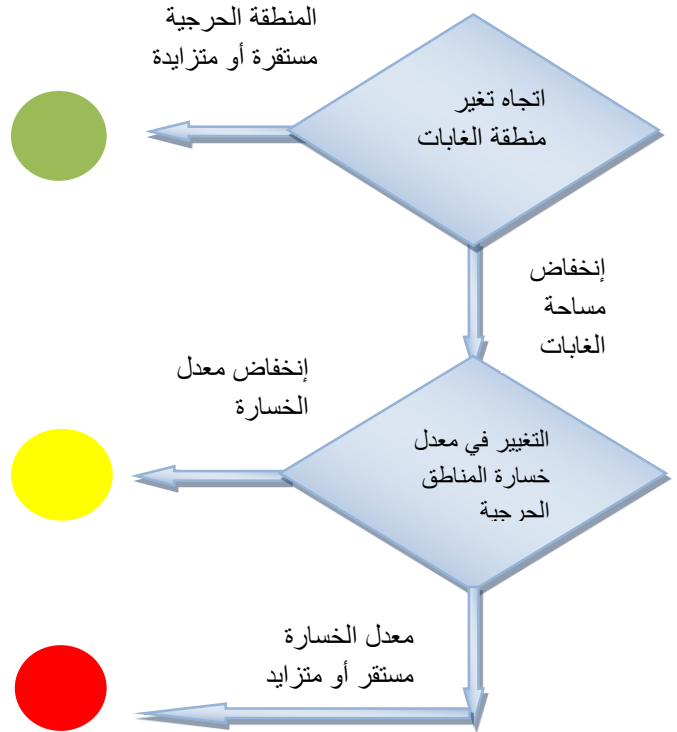 المنطقة الحرجية
مستقرة أو متزايدة
اتجاه تغير
منطقة الغابات
إنخفاض
مساحة
الغابات
إنخفاض معدل
الخسارة
التغيير في معدل
خسارة المناطق
الحرجية
معدل الخسارة
مستقر أو متزايد